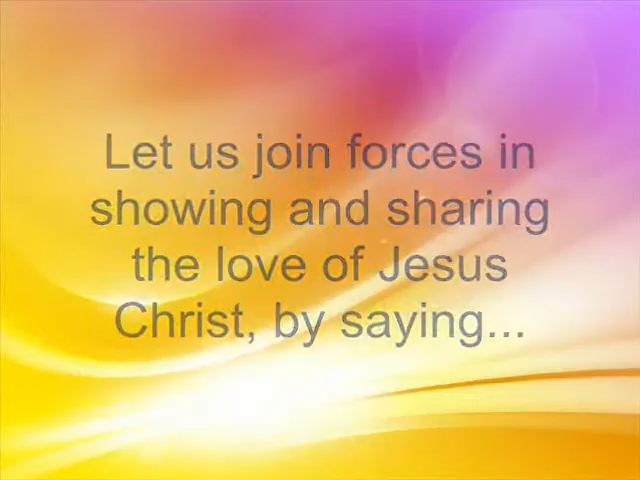 Let us join forces in
showing and sharing
the love of Jesus
Christ, by saying...